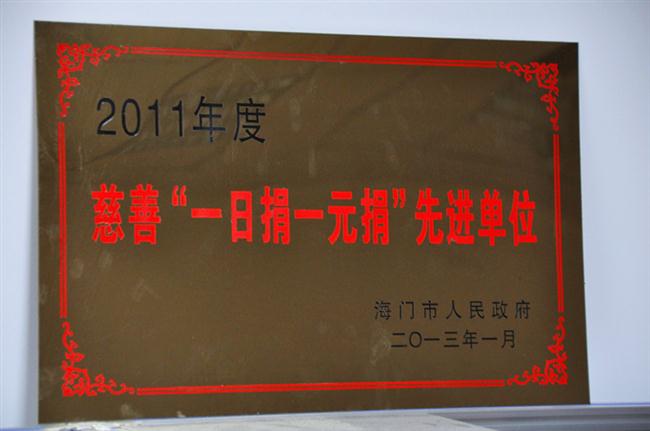 2011年度
慈善“一日捐一元捐”先进单位
海门市人民政府
二〇一三年一月